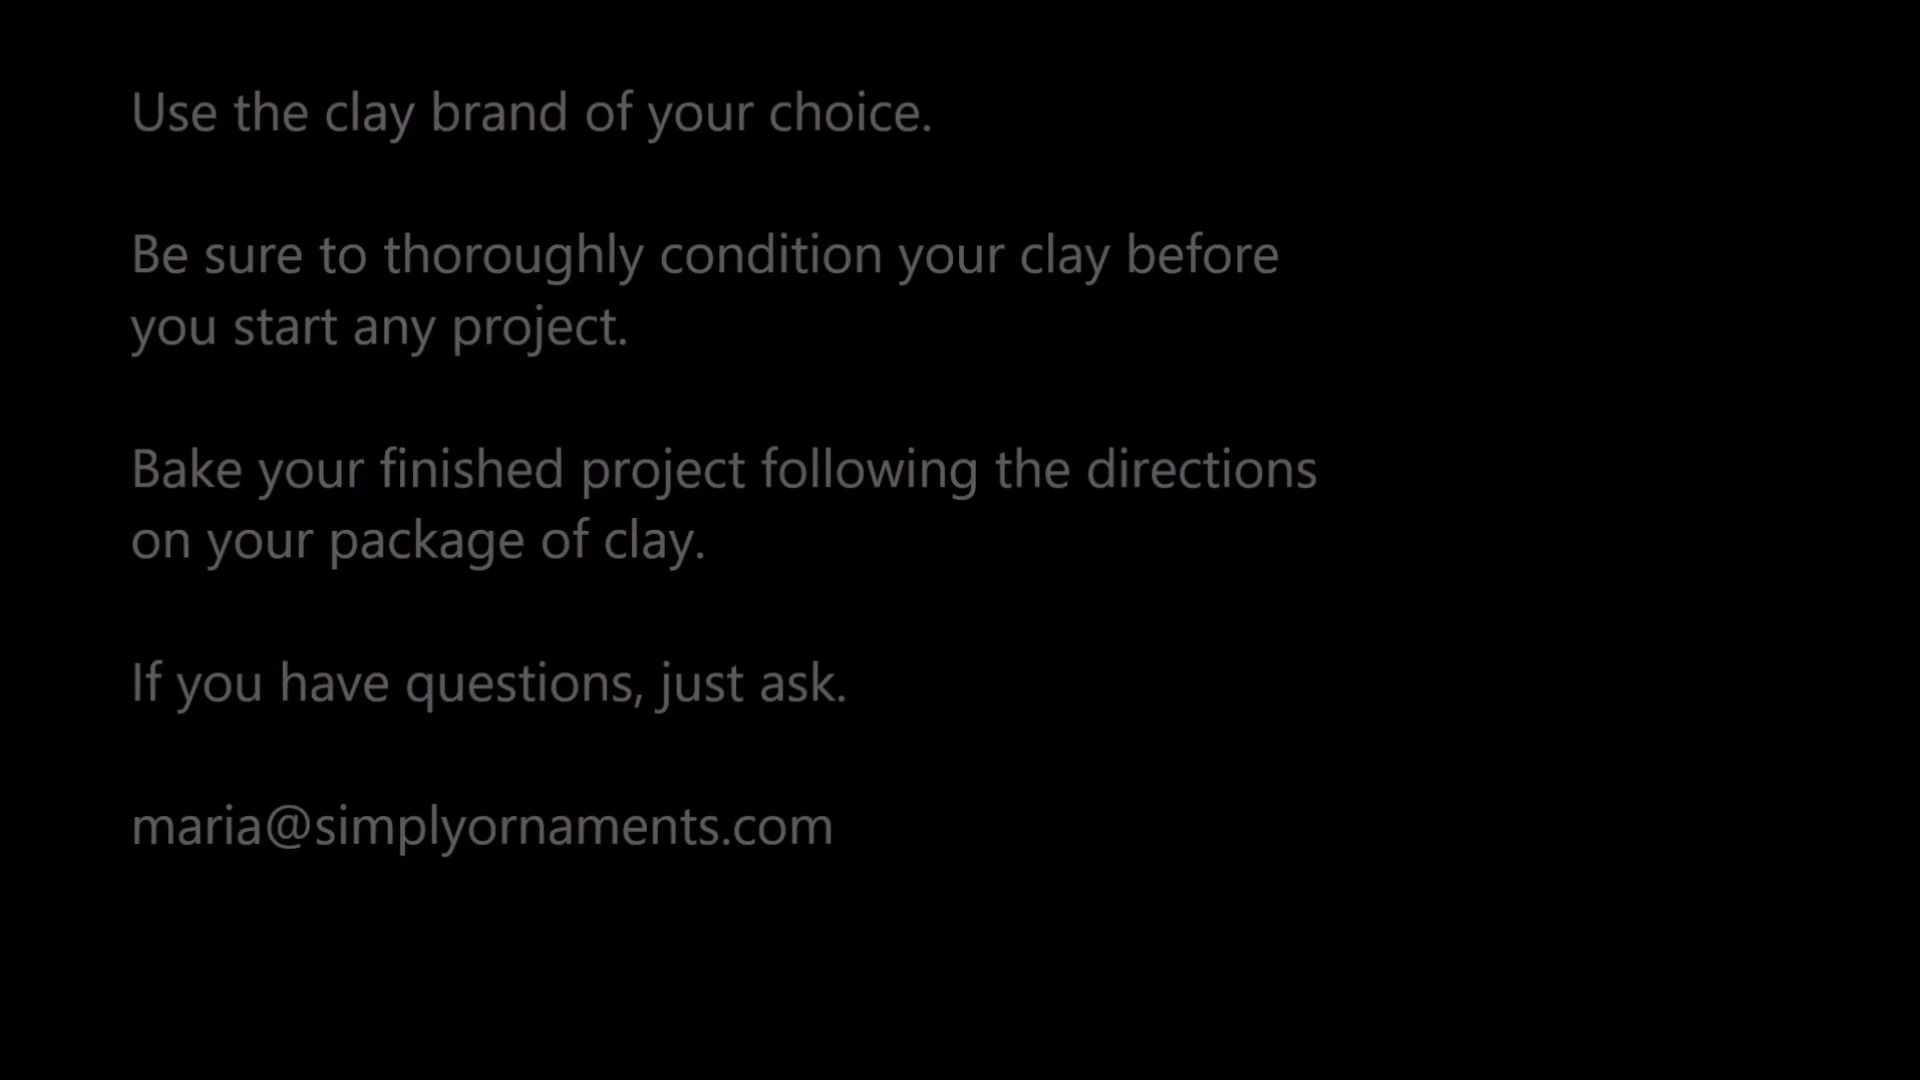 Use the clay brand of your choice.
Be sure to thoroughly condition your clay before
you start any project.
Bake your finished project following the directions
on your package of clay.
If you have questions, just ask.
maria@simplyornaments.com